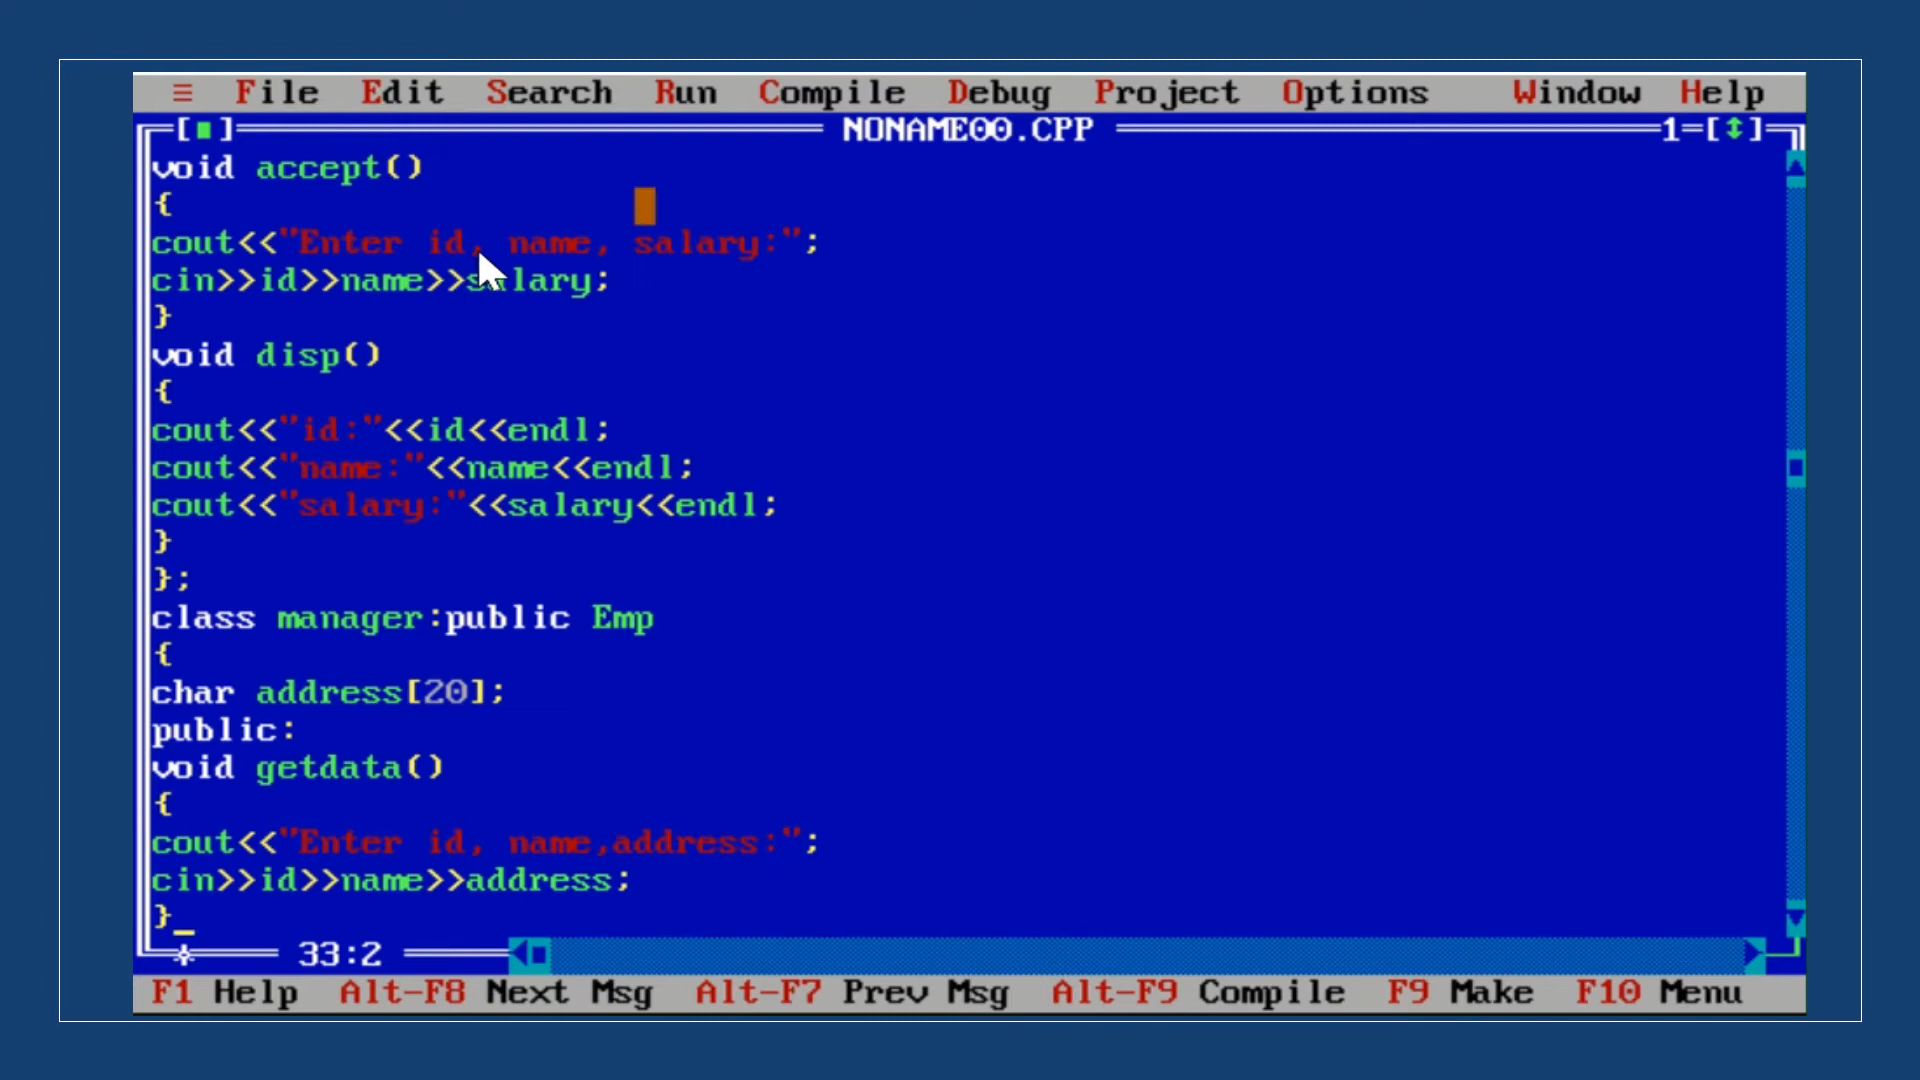 ≡ File Edit Search Run Compile Debug Project Options Window Help
[■] NONAME00.CPP 1=[↕]
void accept()
{
cout<<"Enter id, name, salary:";
cin>>id>>name>>salary;
}
void disp()
{
cout<<"id:"<<id<<endl;
cout<<"name:"<<name<<endl;
cout<<"salary:"<<salary<<endl;
}
};
class manager:public Emp
{
char address[20];
public:
void getdata()
{
cout<<"Enter id, name,address:";
cin>>id>>name>>address;
}_
33:2
F1 Help Alt-F8 Next Msg Alt-F7 Prev Msg Alt-F9 Compile F9 Make F10 Menu